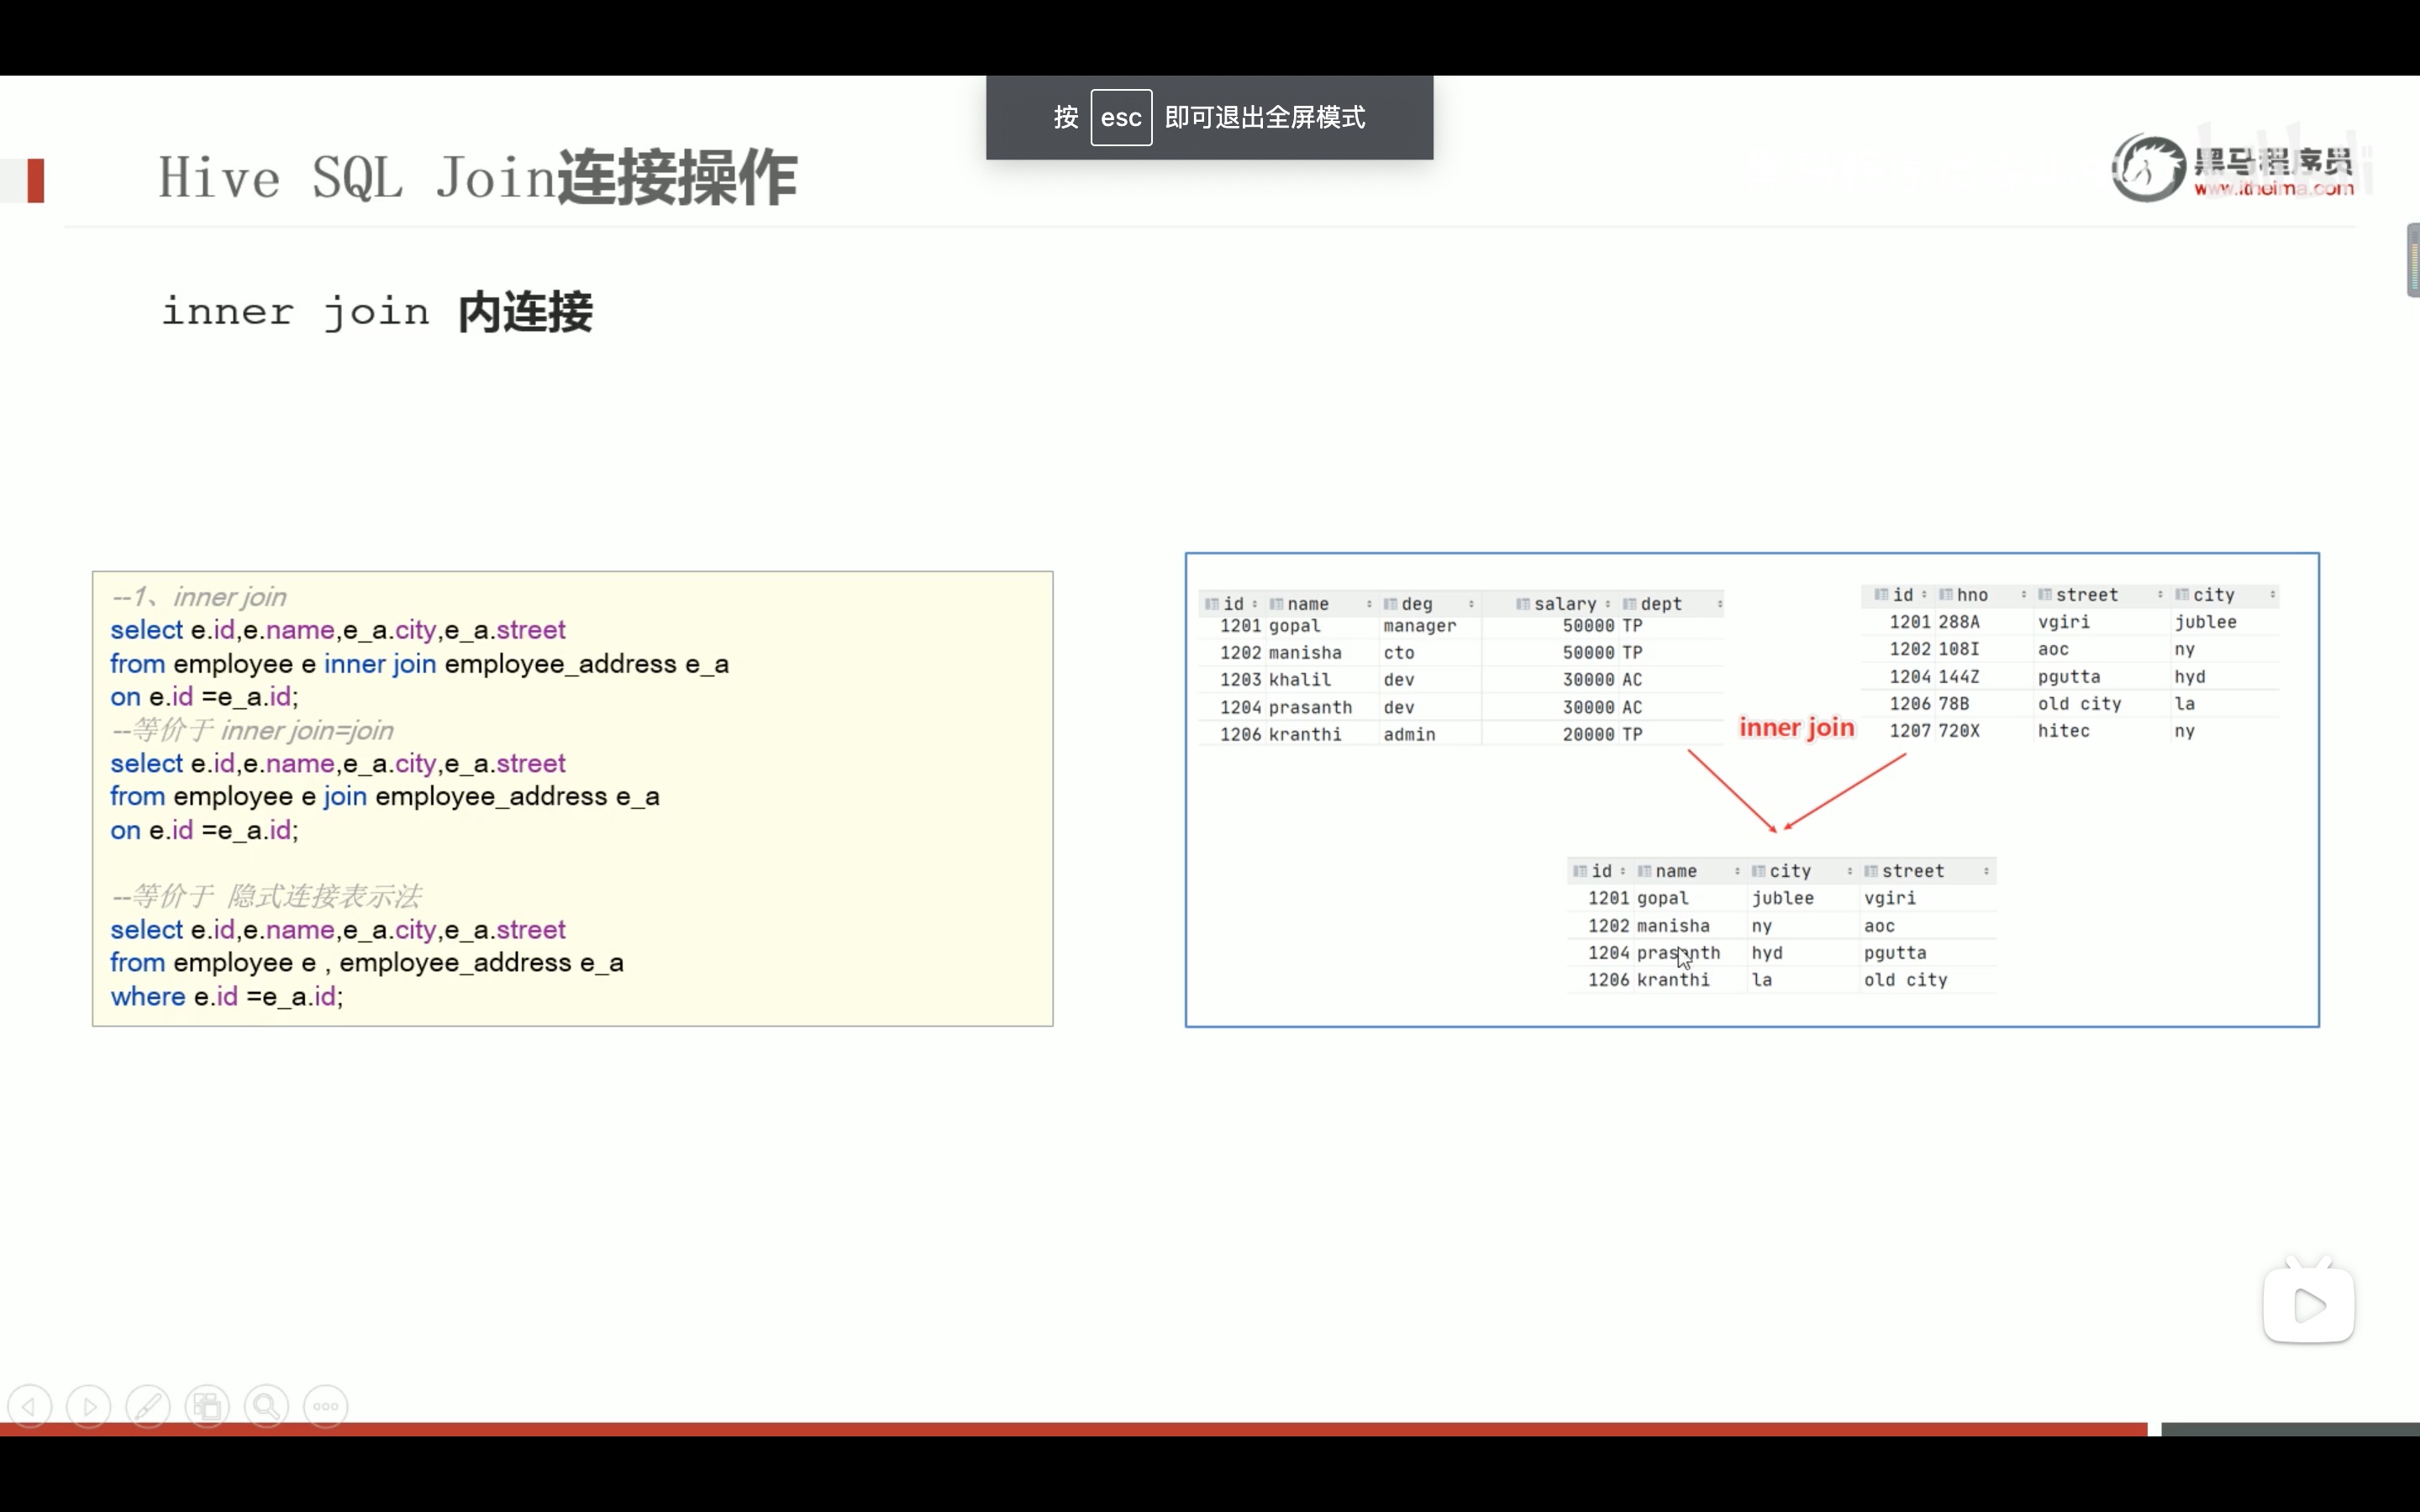 按 esc 即可退出全屏模式
Hive SQL Join连接操作
黑马程序员
www.itheima.com
inner join 内连接
--1、inner join
select e.id,e.name,e_a.city,e_a.street
from employee e inner join employee_address e_a
on e.id =e_a.id;
--等价于 inner join=join
select e.id,e.name,e_a.city,e_a.street
from employee e join employee_address e_a
on e.id =e_a.id;
--等价于 隐式连接表示法
select e.id,e.name,e_a.city,e_a.street
from employee e , employee_address e_a
where e.id =e_a.id;
id name deg salary dept
1201 gopal manager 50000 TP
1202 manisha cto 50000 TP
1203 khalil dev 30000 AC
1204 prasanth dev 30000 AC
1206 kranthi admin 20000 TP
inner join
id hno street city
1201 288A vgiri jublee
1202 108I aoc ny
1204 144Z pgutta hyd
1206 78B old city la
1207 720X hitec ny
id name city street
1201 gopal jublee vgiri
1202 manisha ny aoc
1204 prasanth hyd pgutta
1206 kranthi la old city